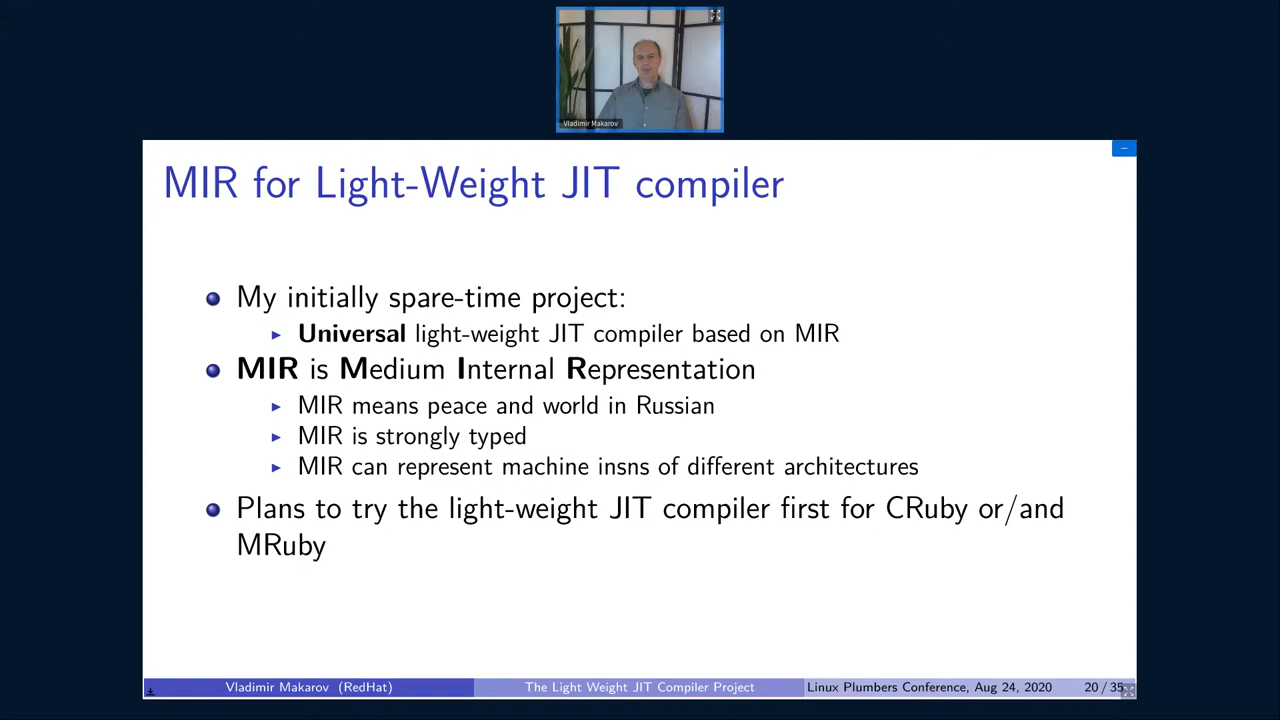 Vladimir Makarov
MIR for Light-Weight JIT compiler
My initially spare-time project:
Universal light-weight JIT compiler based on MIR
MIR is Medium Internal Representation
MIR means peace and world in Russian
MIR is strongly typed
MIR can represent machine insns of different architectures
Plans to try the light-weight JIT compiler first for CRuby or/and
MRuby
Vladimir Makarov (RedHat) The Light Weight JIT Compiler Project Linux Plumbers Conference, Aug 24, 2020 20 / 35